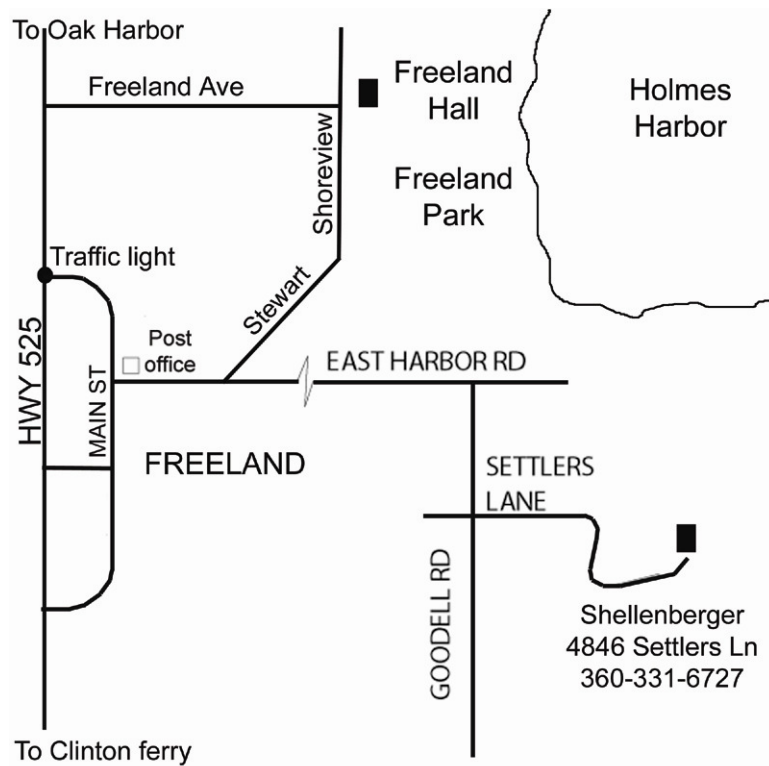 To Oak Harbor
Freeland Ave
Freeland
Hall
Holmes
Harbor
Shoreview
Freeland
Park
Traffic light
Stewart
HWY 525
Post
office
MAIN ST
EAST HARBOR RD
FREELAND
SETTLERS
LANE
GOODELL RD
Shellenberger
4846 Settlers Ln
360-331-6727
To Clinton ferry